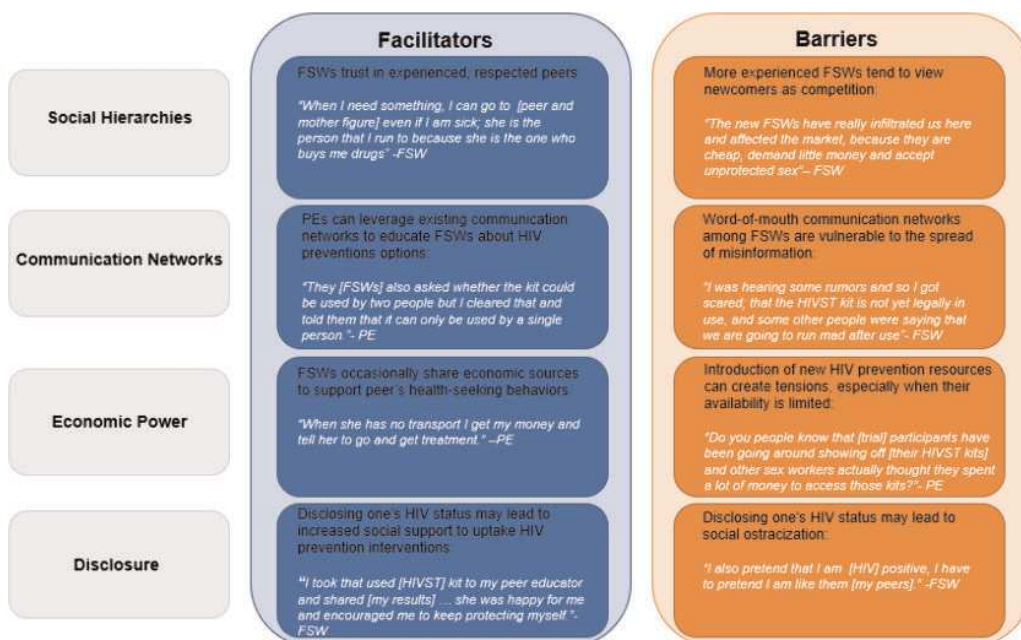 Facilitators
Barriers
Social Hierarchies
FSWs trust in experienced, respected peers
"When I need something, I can go to [peer and
mother figure] even if I am sick; she is the
person that I run to because she is the one who
buys me drugs" -FSW
More experienced FSWs tend to view
newcomers as competition:
"The new FSWs have really infiltrated us here
and affected the market, because they are
cheap, demand little money and accept
unprotected sex"– FSW
Communication Networks
PEs can leverage existing communication
networks to educate FSWs about HIV
preventions options:
"They [FSWs] also asked whether the kit could
be used by two people but I cleared that and
told them that it can only be used by a single
person "- PE
Word-of-mouth communication networks
among FSWs are vulnerable to the spread
of misinformation:
"I was hearing some rumors and so I got
scared; that the HIVST kit is not yet legally in
use, and some other people were saying that
we are going to run mad after use"- FSW
Economic Power
FSWs occasionally share economic sources
to support peer's health-seeking behaviors
"When she has no transport I get my money and
tell her to go and get treatment." –PE
Introduction of new HIV prevention resources
can create tensions, especially when their
availability is limited:
"Do you people know that [trial] participants have
been going around showing off [their HIVST kits]
and other sex workers actually thought they spent
a lot of money to access those kits?"- PE
Disclosure
Disclosing one's HIV status may lead to
increased social support to uptake HIV
prevention interventions:
"I took that used [HIVST] kit to my peer educator
and shared [my results] ... she was happy for me
and encouraged me to keep protecting myself "-
FSW
Disclosing one's HIV status may lead to
social ostracization:
"I also pretend that I am [HIV] positive, I have
to pretend I am like them [my peers]." -FSW